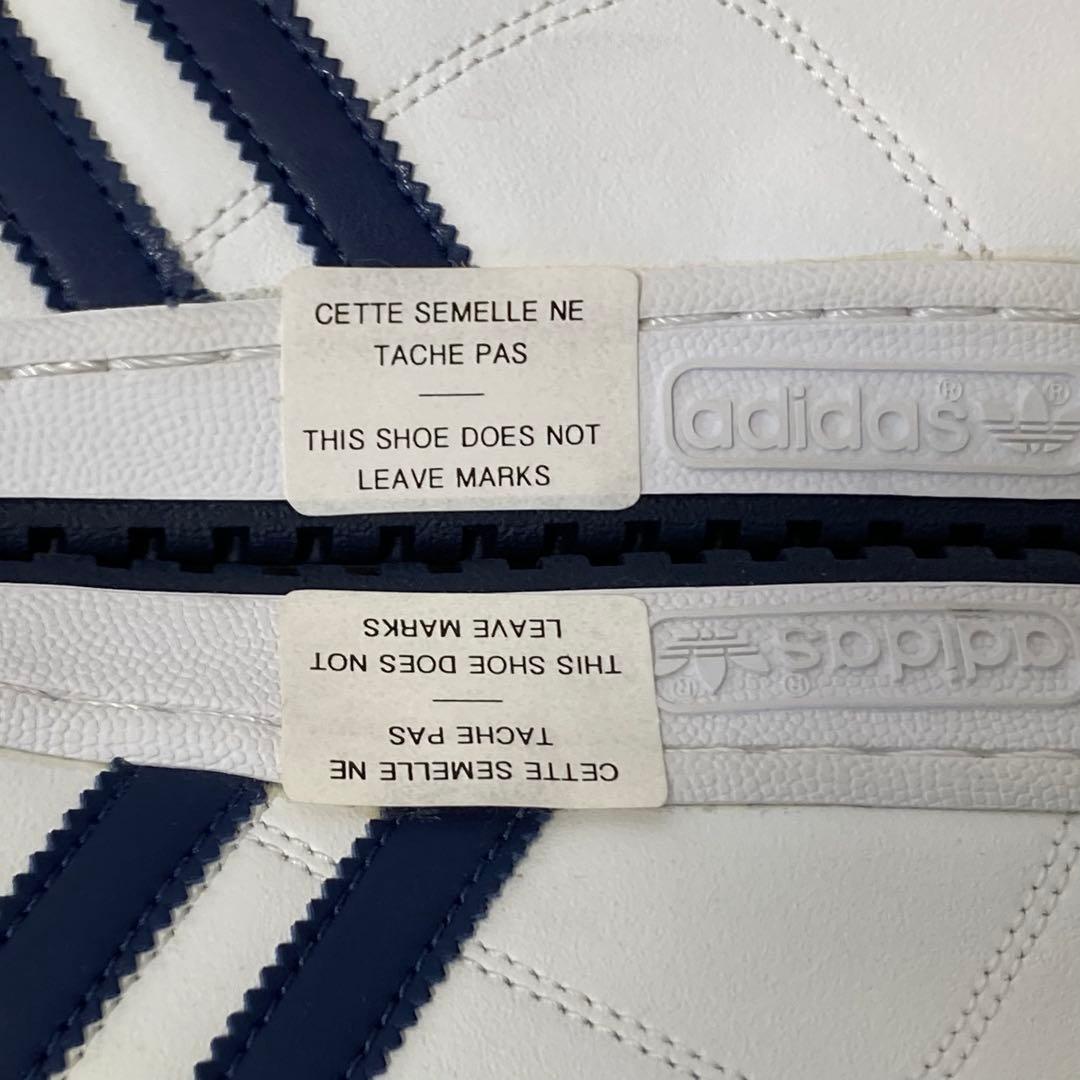 CETTE SEMELLE NE
TACHE PAS
THIS SHOE DOES NOT
LEAVE MARKS
adidas® ®
LEAVE MARKS
THIS SHOE DOES NOT
TACHE PAS
CETTE SEMELLE NE
adidas® ®